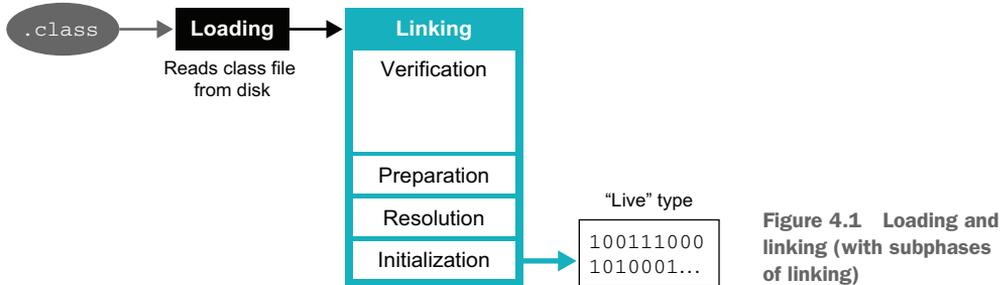 .class
Loading
Reads class file
from disk
Linking
Verification
Preparation
Resolution
Initialization
“Live” type
100111000
1010001...
Figure 4.1 Loading and
linking (with subphases
of linking)